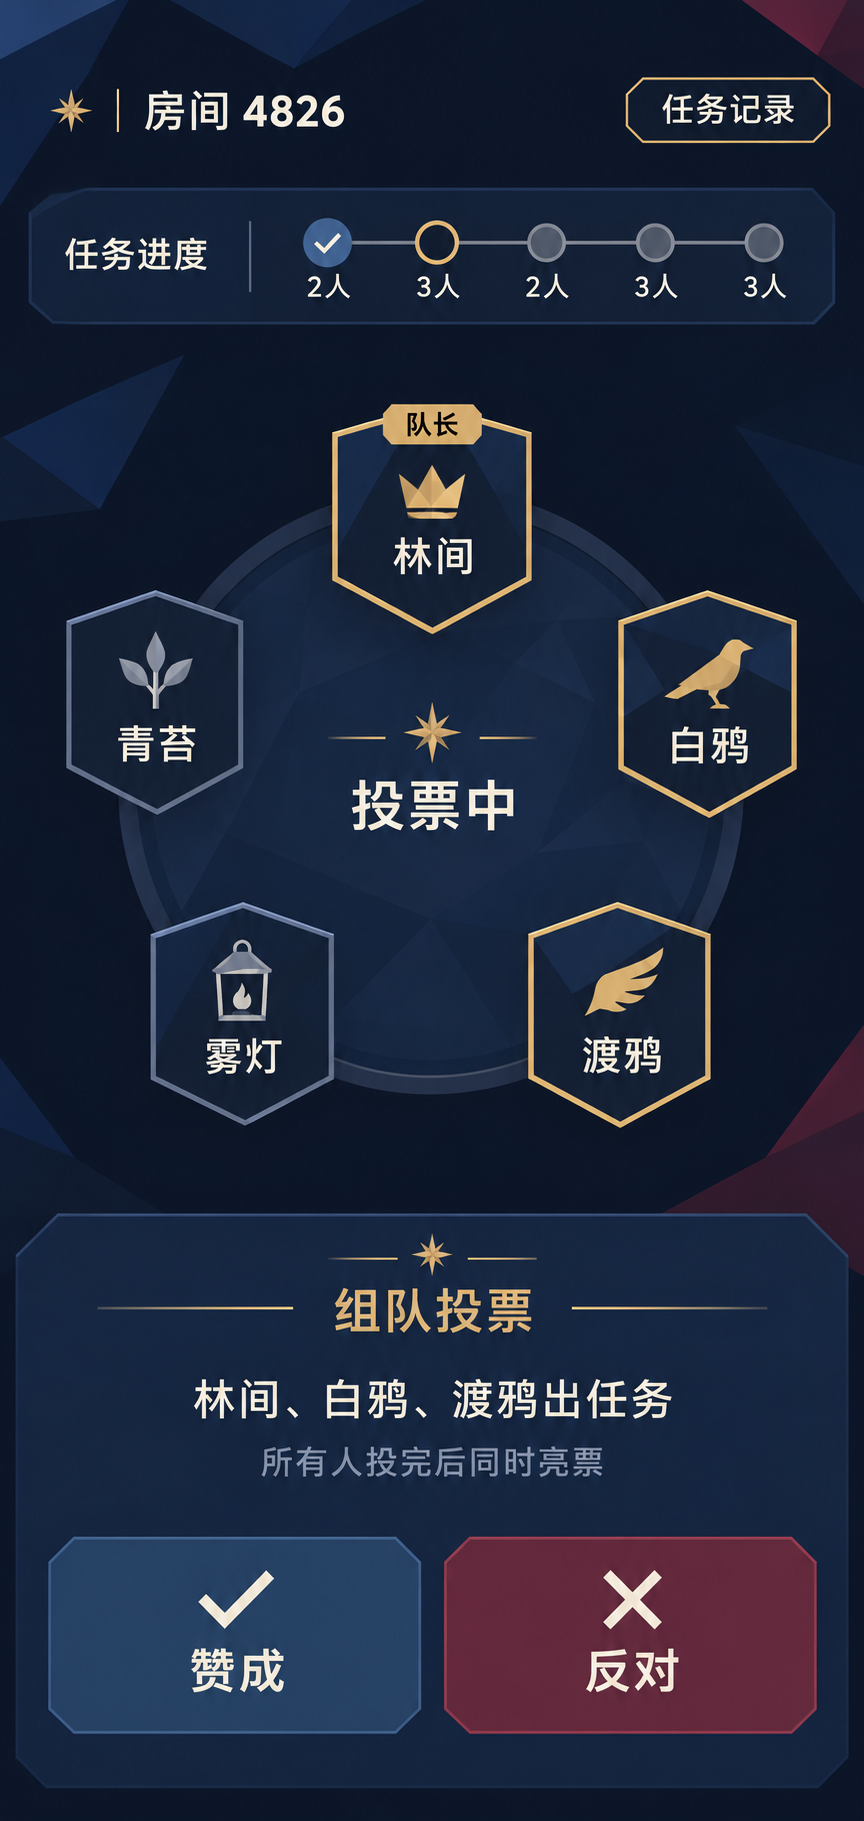 房间 4826
任务记录
任务进度
2人
3人
2人
3人
3人
队长
林间
青苔
白鸦
投票中
雾灯
渡鸦
组队投票
林间、白鸦、渡鸦出任务
所有人投完后同时亮票
赞成
反对